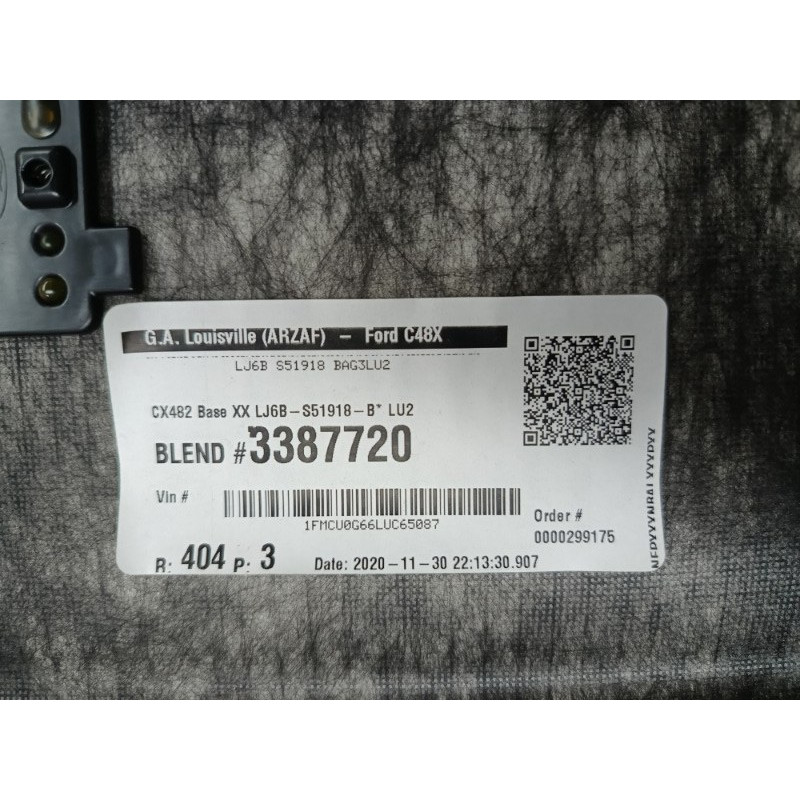 G.A. Louisville (ARZAF) - Ford C48X
LJ6B S51918 BAG3LU2
CX482 Base XX LJ6B-S51918-B* LU2
BLEND #3387720
Vin #
1FMCU0G66LUC65087
Order #
0000299175
R: 404 P: 3
Date: 2020-11-30 22:13:30.907